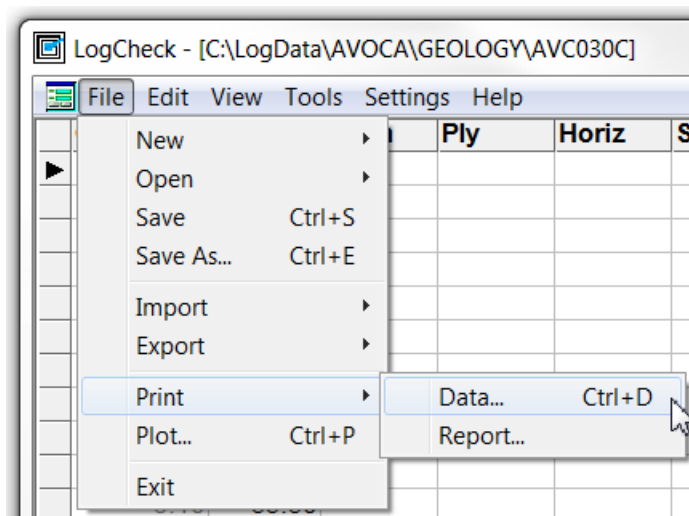 LogCheck - [C:\LogData\AVOCA\GEOLOGY\AVC030C]
File Edit View Tools Settings Help
Ply Horiz S
New
Open
Save Ctrl+S
Save As... Ctrl+E
Import
Export
Print
Data... Ctrl+D
Plot... Ctrl+P
Report...
Exit